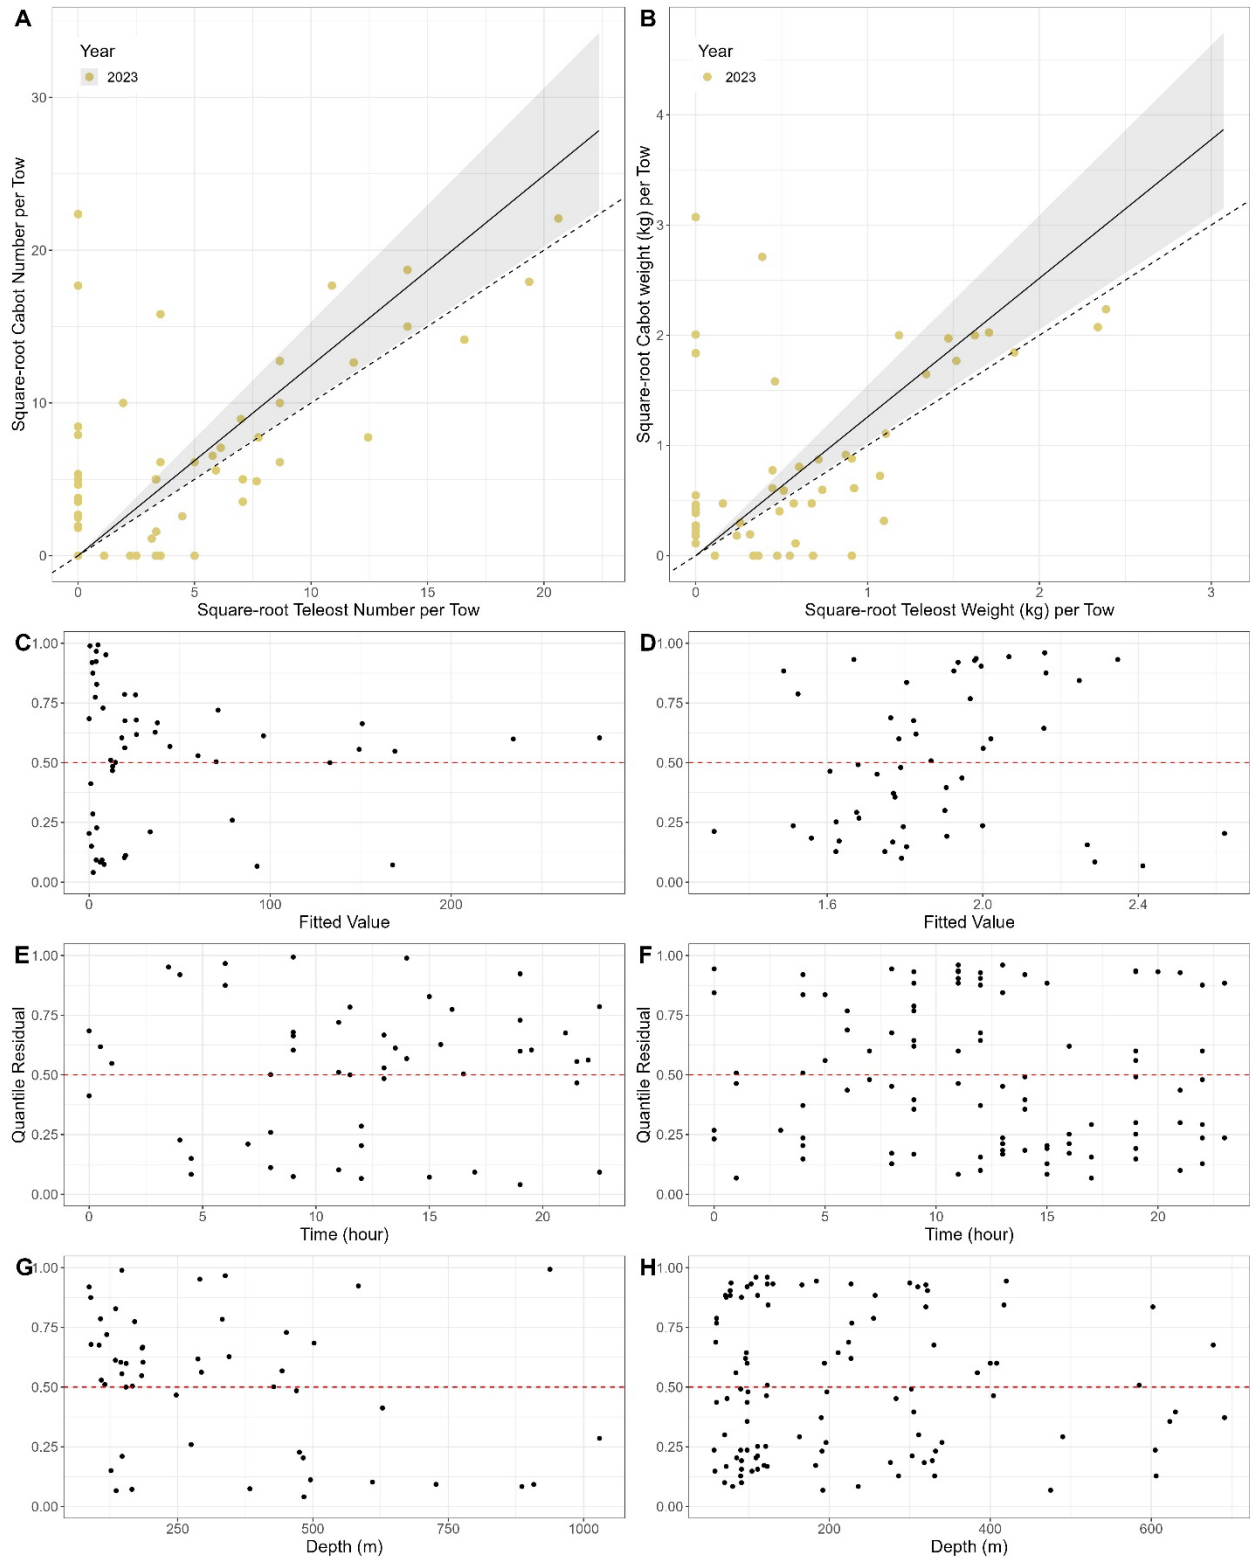 A
B
Year
2023
Year
2023
30
20
10
0
4
3
2
1
0
Square-root Cabot Number per Tow
Square-root Cabot weight (kg) per Tow
0 5 10 15 20
0 1 2 3
Square-root Teleost Number per Tow
Square-root Teleost Weight (kg) per Tow
C
D
1.00
0.75
0.50
0.25
0.00
1.00
0.75
0.50
0.25
0.00
0 100 200
1.6 2.0 2.4
Fitted Value
Fitted Value
E
F
1.00
0.75
0.50
0.25
0.00
1.00
0.75
0.50
0.25
0.00
Quantile Residual
Quantile Residual
0 5 10 15 20
0 5 10 15 20
Time (hour)
Time (hour)
G
H
1.00
0.75
0.50
0.25
0.00
1.00
0.75
0.50
0.25
0.00
250 500 750 1000
200 400 600
Depth (m)
Depth (m)